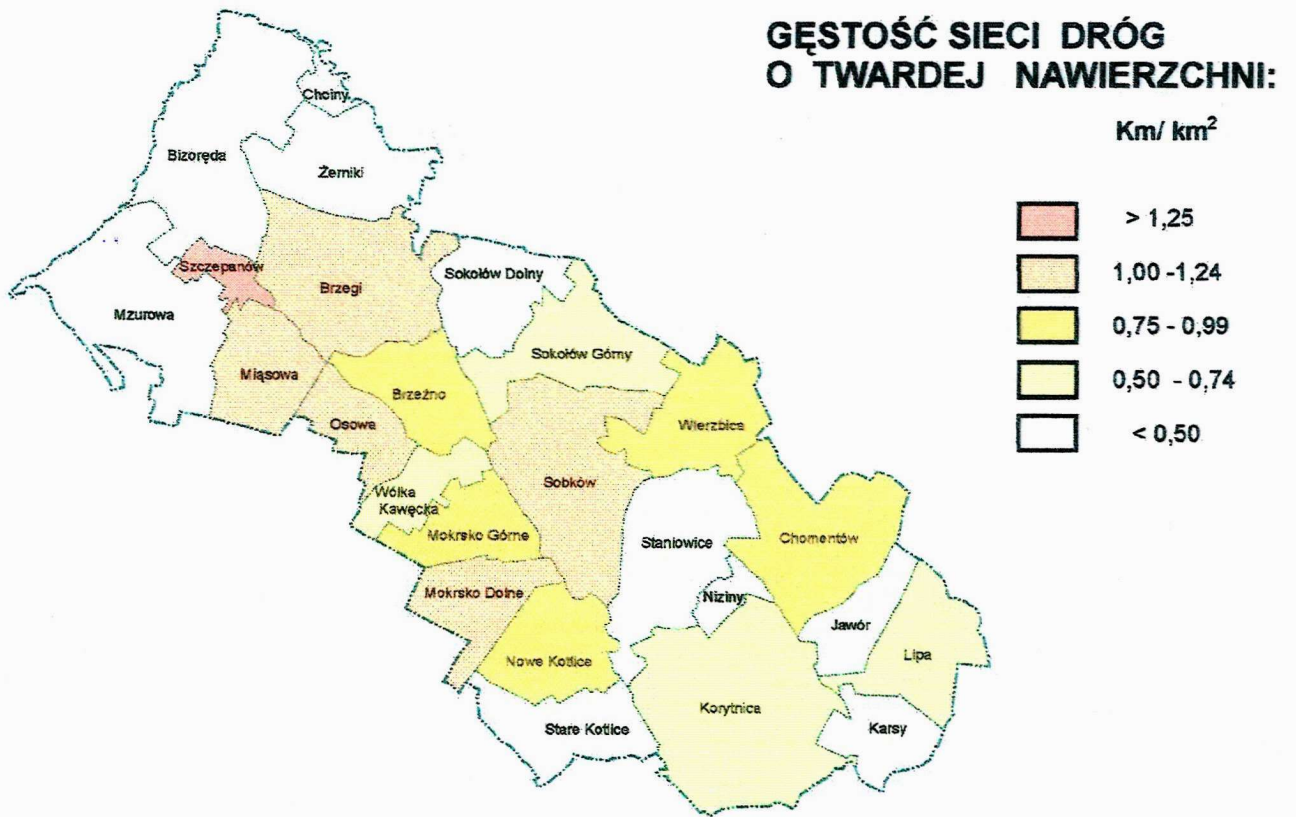 GĘSTOŚĆ SIECI DRÓG
O TWARDEJ NAWIERZCHNI:
Km/ km²
> 1,25
1,00 -1,24
0,75 - 0,99
0,50 - 0,74
< 0,50
Choiny
Bizoręda
Żerniki
Szczepanów
Sokołów Dolny
Brzegi
Mzurowa
Sokołów Górny
Miąsowa
Brzeźno
Osowa
Wierzbica
Sobków
Wólka
Kawęcka
Mokrsko Górne
Staniowice
Chomentów
Mokrsko Dolne
Niziny
Jawór
Lipa
Nowe Kotlice
Korytnica
Stare Kotlice
Karsy